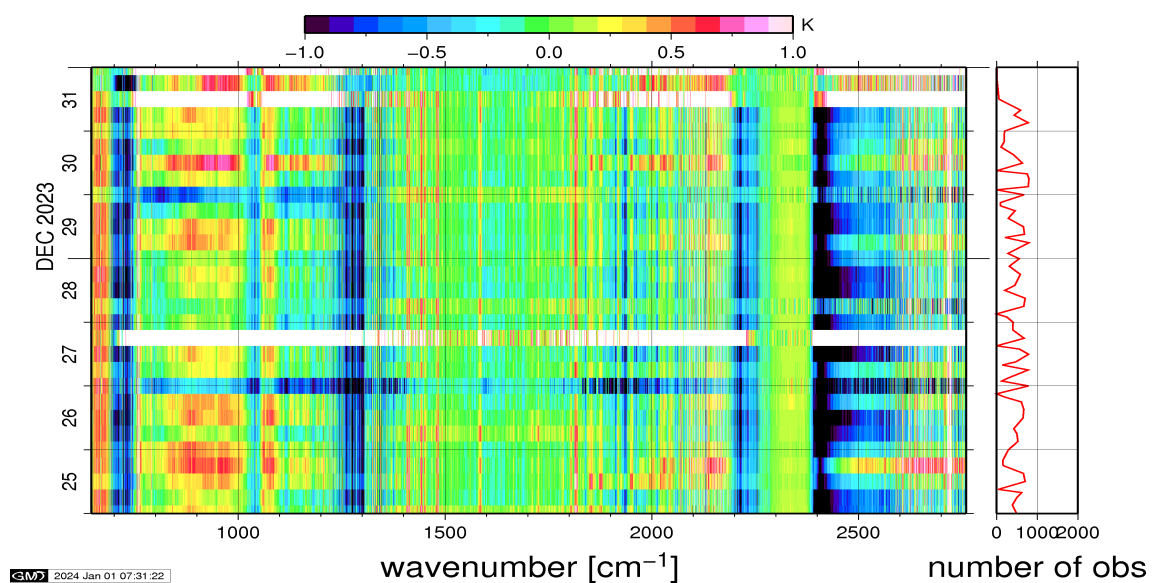 K
−1.0 −0.5 0.0 0.5 1.0
DEC 2023
31
30
29
28
27
26
25
1000 1500 2000 2500
0 1000 2000
wavenumber [cm−1]
number of obs
GMT 2024 Jan 01 07:31:22